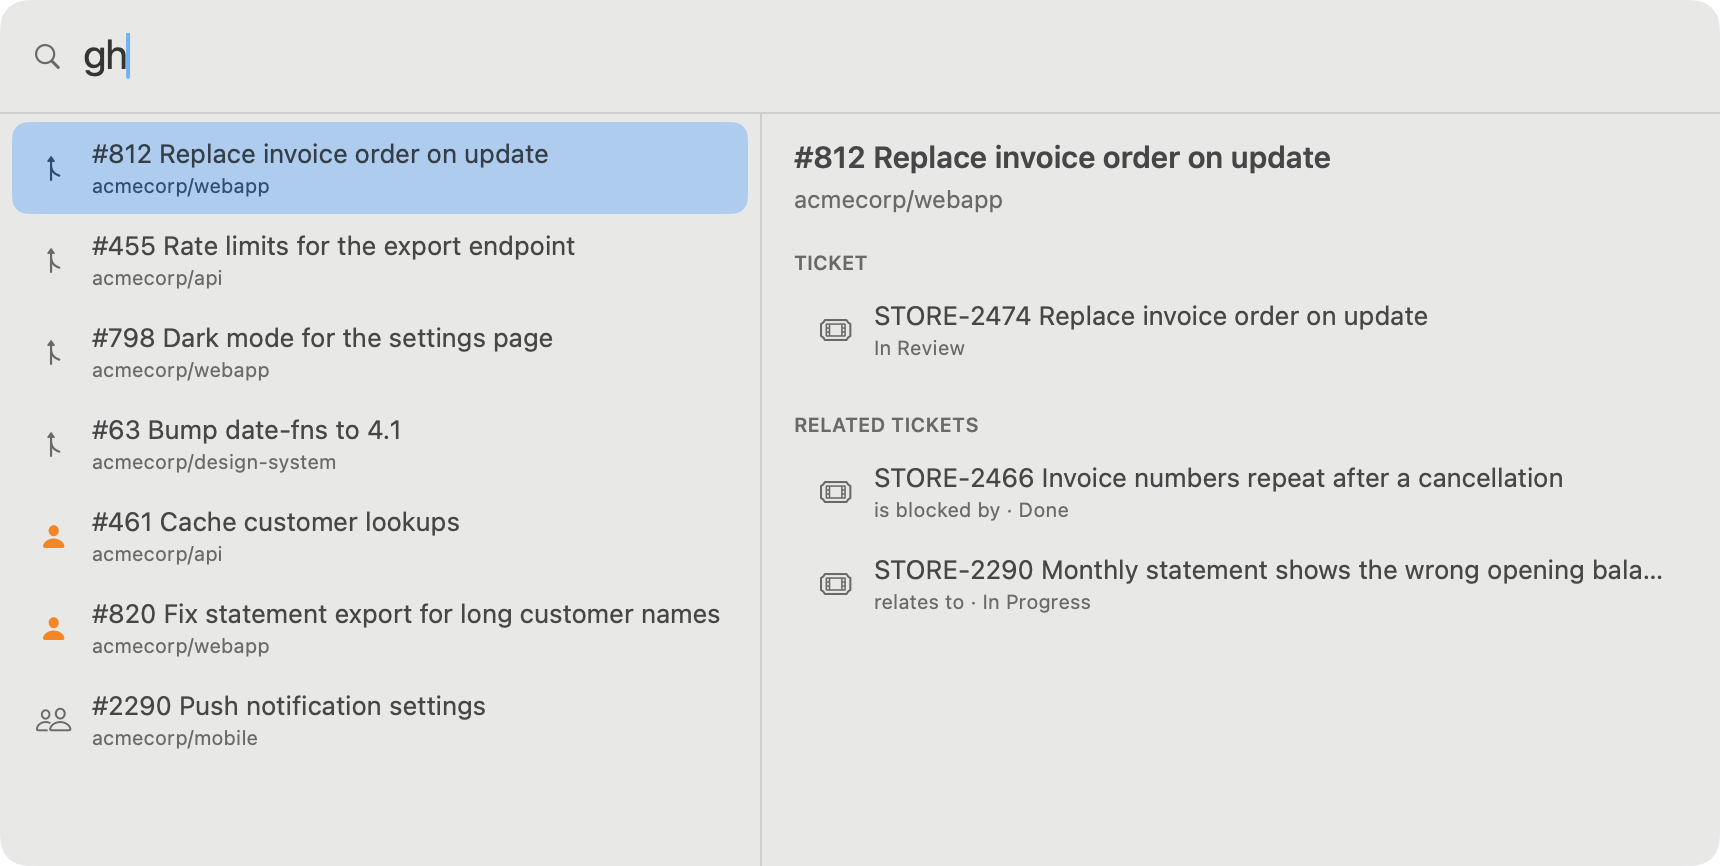 gh
#812 Replace invoice order on update
acmecorp/webapp
#455 Rate limits for the export endpoint
acmecorp/api
#798 Dark mode for the settings page
acmecorp/webapp
#63 Bump date-fns to 4.1
acmecorp/design-system
#461 Cache customer lookups
acmecorp/api
#820 Fix statement export for long customer names
acmecorp/webapp
#2290 Push notification settings
acmecorp/mobile
#812 Replace invoice order on update
acmecorp/webapp
TICKET
STORE-2474 Replace invoice order on update
In Review
RELATED TICKETS
STORE-2466 Invoice numbers repeat after a cancellation
is blocked by · Done
STORE-2290 Monthly statement shows the wrong opening bala...
relates to · In Progress